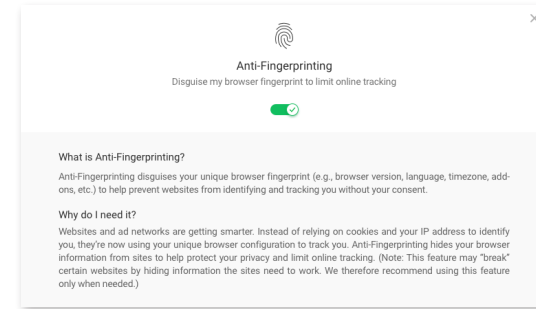 Anti-Fingerprinting
Disguise my browser fingerprint to limit online tracking
What is Anti-Fingerprinting?
Anti-Fingerprinting disguises your unique browser fingerprint (e.g., browser version, language, timezone, add-
ons, etc.) to help prevent websites from identifying and tracking you without your consent.
Why do I need it?
Websites and ad networks are getting smarter. Instead of relying on cookies and your IP address to identify
you, they're now using your unique browser configuration to track you. Anti-Fingerprinting hides your browser
information from sites to help protect your privacy and limit online tracking. (Note: This feature may “break”
certain websites by hiding information the sites need to work. We therefore recommend using this feature
only when needed.)